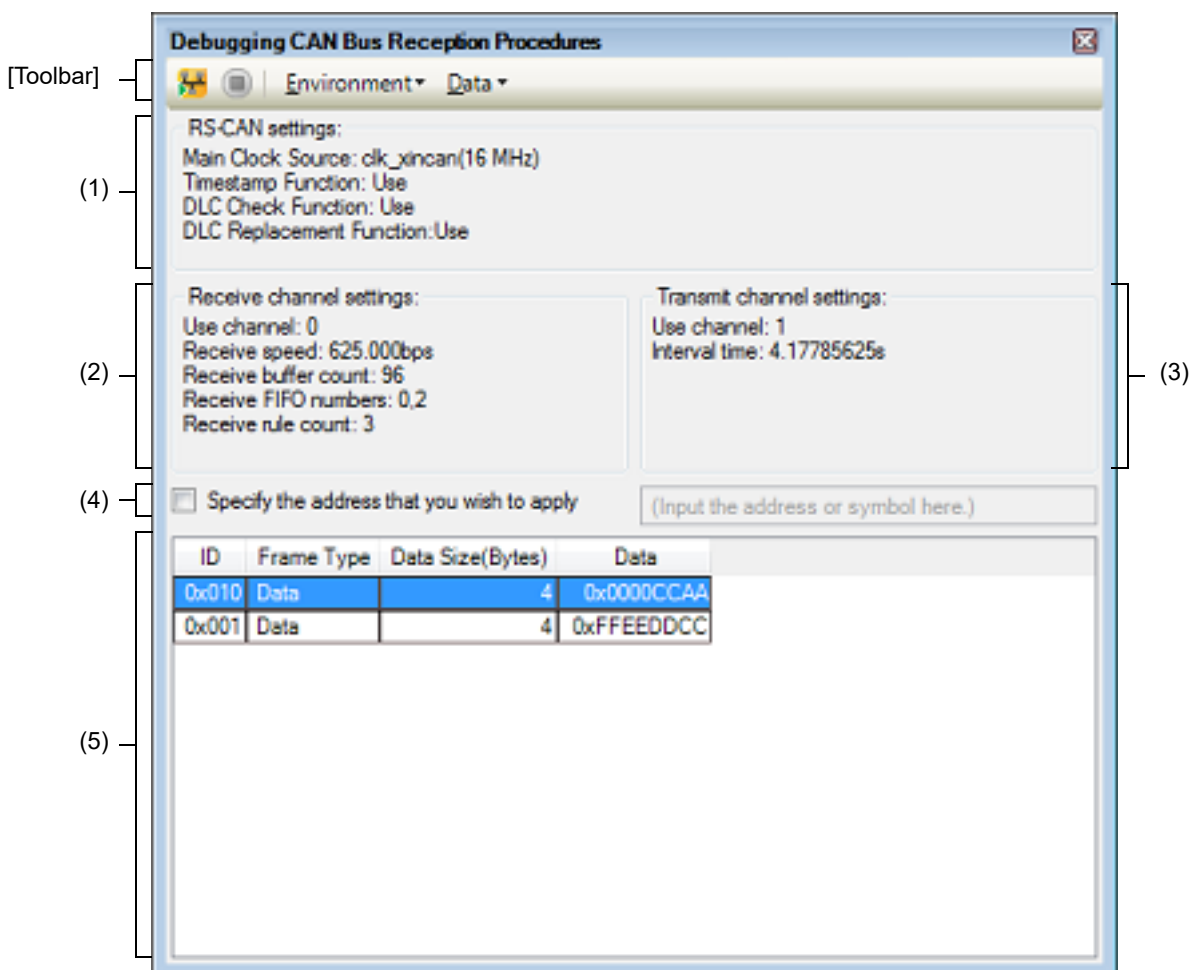 Debugging CAN Bus Reception Procedures
[Toolbar]
Environment Data
(1)
RS-CAN settings:
Main Clock Source: clk_xincan(16 MHz)
Timestamp Function: Use
DLC Check Function: Use
DLC Replacement Function:Use
(2)
Receive channel settings:
Use channel: 0
Receive speed: 625.000bps
Receive buffer count: 96
Receive FIFO numbers: 0,2
Receive rule count: 3
Transmit channel settings:
Use channel: 1
Interval time: 4.17785625s
(3)
(4)
Specify the address that you wish to apply
(Input the address or symbol here.)
(5)
ID Frame Type Data Size(Bytes) Data
0x010 Data 4 0x0000CCAA
0x001 Data 4 0xFFEEDDCC